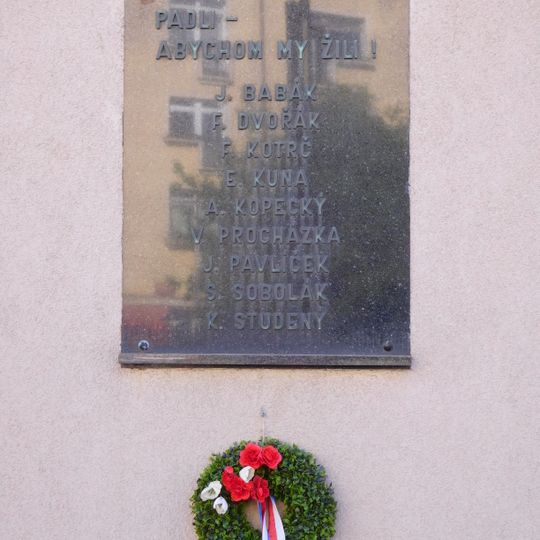 PADLI –
ABYCHOM MY ŽILI !
J. BABÁK
F. DVOŘÁK
F. KOTRČ
E. KUNA
A. KOPECKÝ
V. PROCHÁZKA
J. PAVLÍČEK
S. SOBOLÁK
K. STUDENÝ